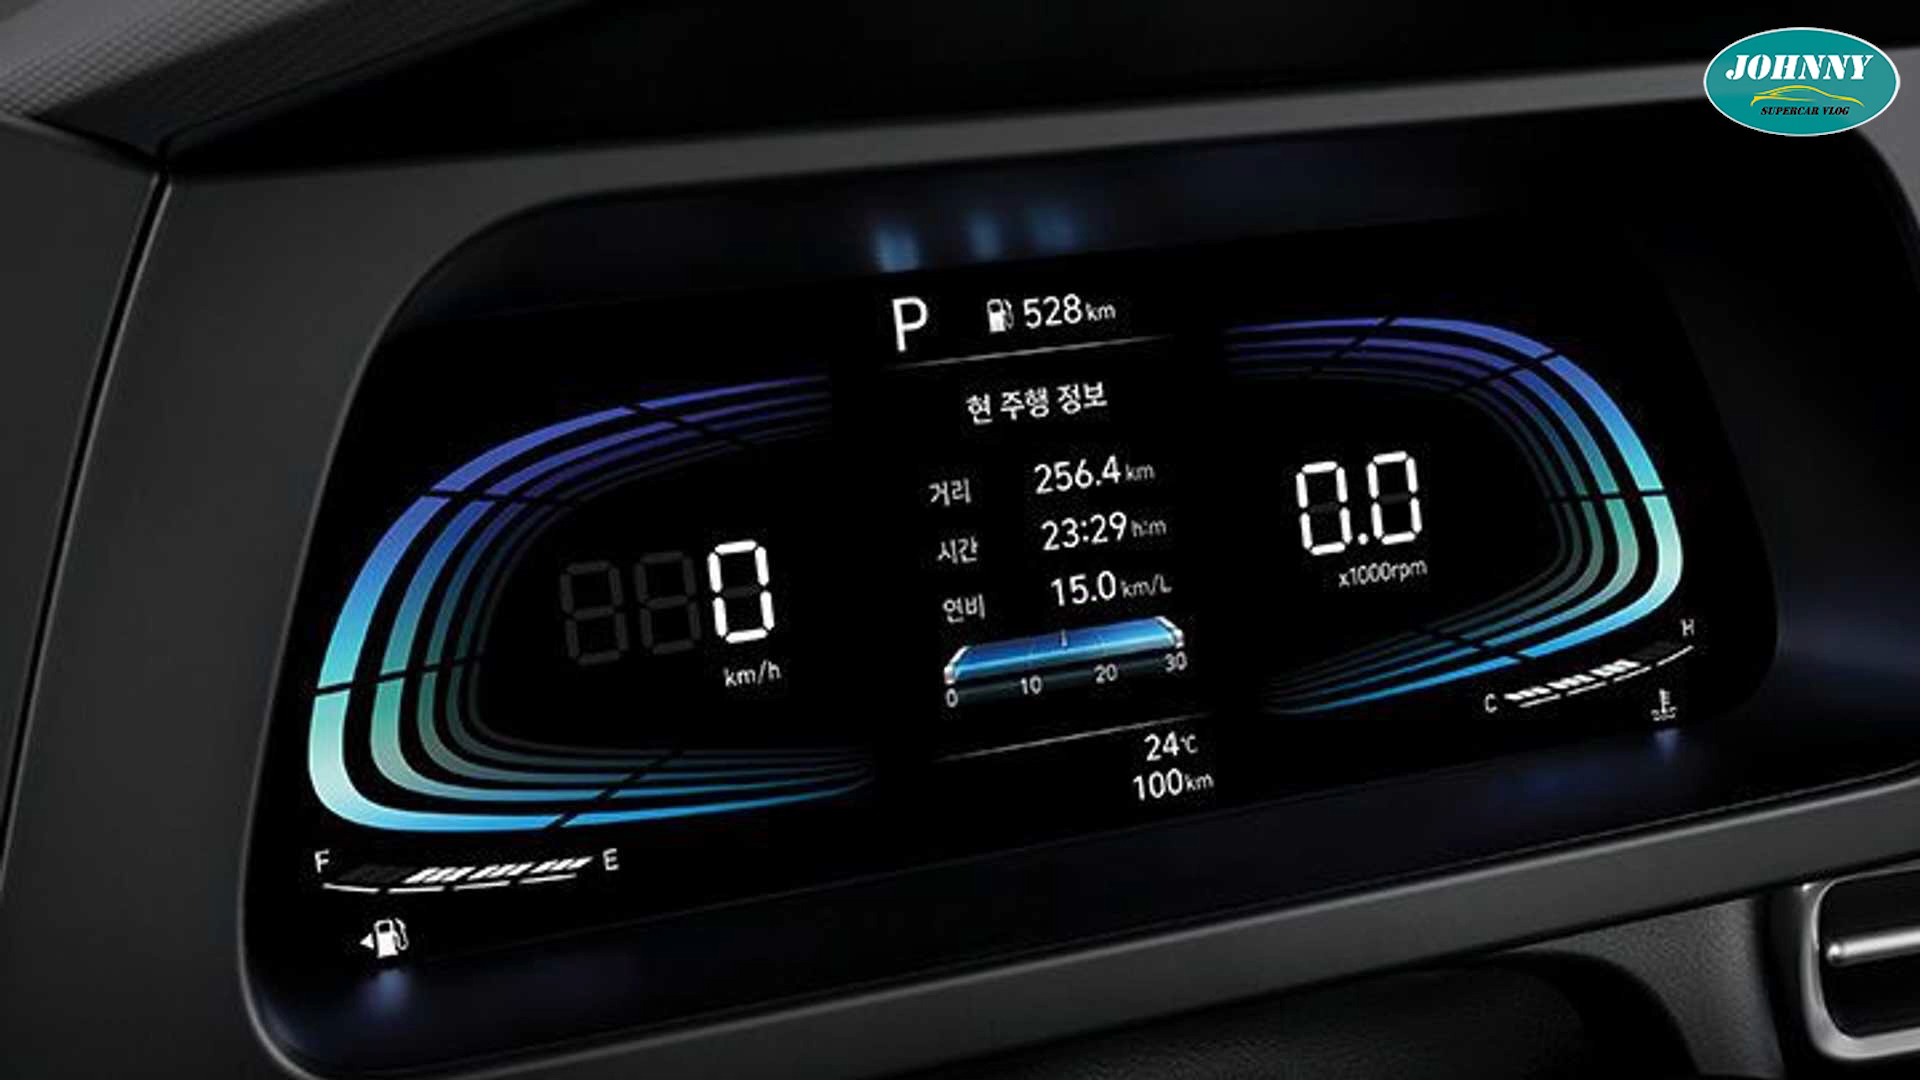 JOHNNY
SUPERCAR VLOG
P 528km
현 주행 정보
거리 256.4km
시간 23:29h:m
연비 15.0km/L
0 10 20 30
24℃
100km
0
km/h
0.0
x1000rpm
F E
C H